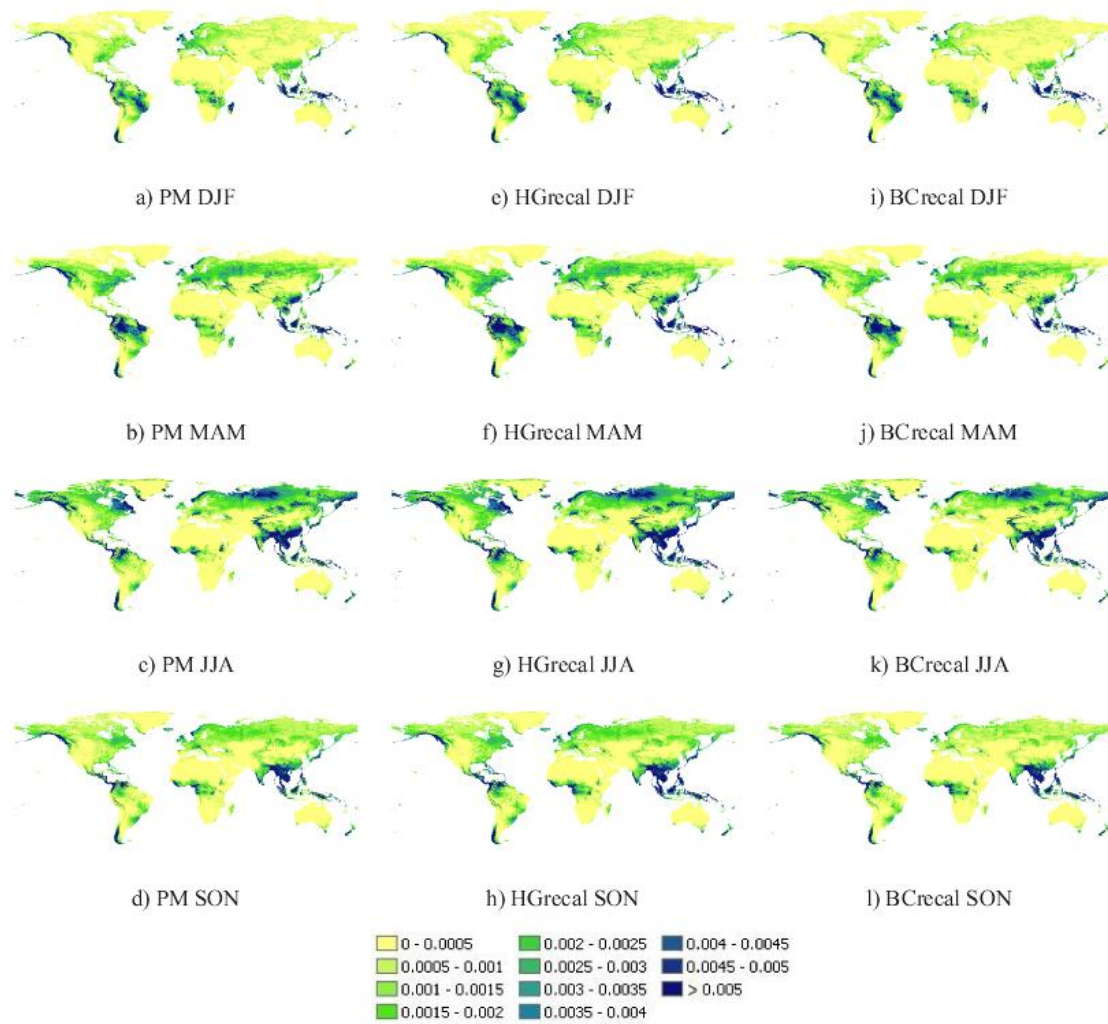 a) PM DJF
e) HGrecal DJF
i) BCrecal DJF
b) PM MAM
f) HGrecal MAM
j) BCrecal MAM
c) PM JJA
g) HGrecal JJA
k) BCrecal JJA
d) PM SON
h) HGrecal SON
l) BCrecal SON
0 - 0.0005
0.0005 - 0.001
0.001 - 0.0015
0.0015 - 0.002
0.002 - 0.0025
0.0025 - 0.003
0.003 - 0.0035
0.0035 - 0.004
0.004 - 0.0045
0.0045 - 0.005
> 0.005